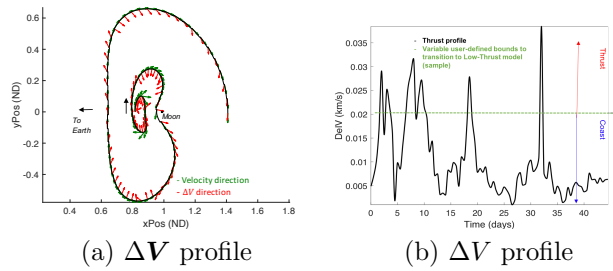 0.6
0.4
0.2
0
-0.2
-0.4
yPos (ND)
To
Earth
Moon
- Velocity direction
- ΔV direction
0.4 0.6 0.8 1 1.2 1.4 1.6 1.8
xPos (ND)
(a) ΔV profile
0.035
0.03
0.025
0.02
0.015
0.01
0.005
DelV (km/s)
Thrust profile
Variable user-defined bounds to
transition to Low-Thrust model
(sample)
Thrust
Coast
0 5 10 15 20 25 30 35 40
Time (days)
(b) ΔV profile